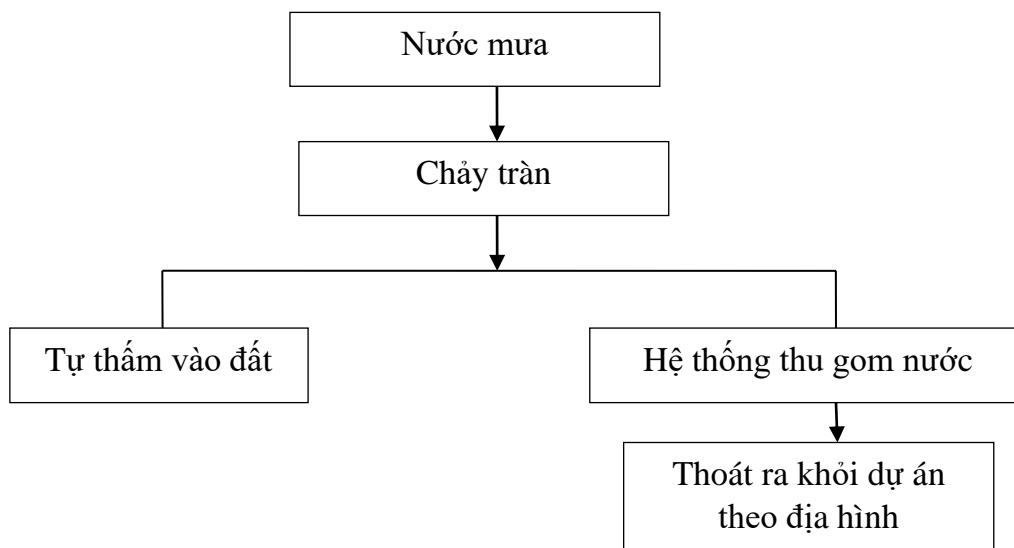 Nước mưa
Chảy tràn
Tự thấm vào đất
Hệ thống thu gom nước
Thoát ra khỏi dự án
theo địa hình